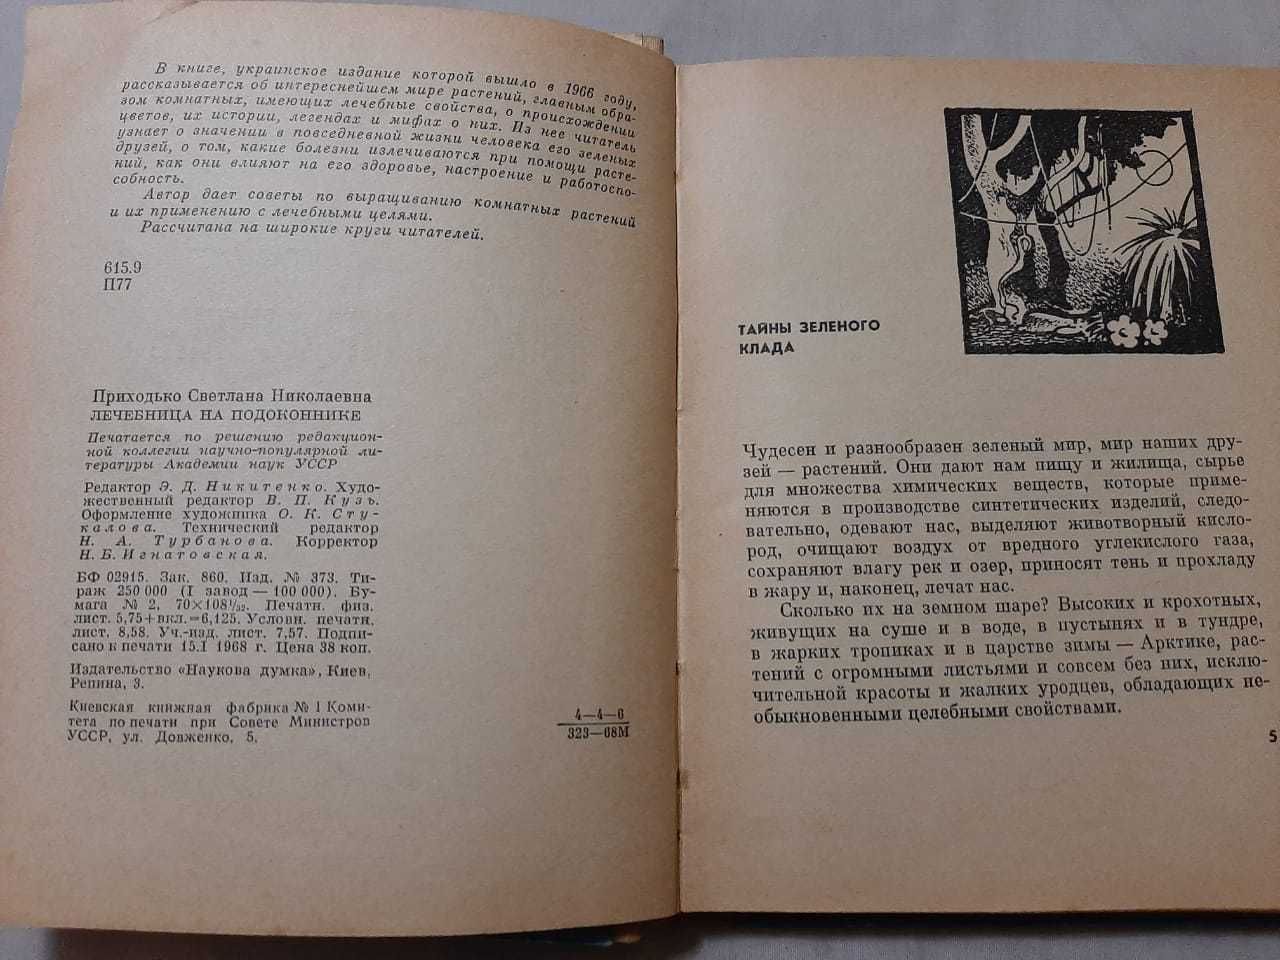 В книге, украинское издание которой вышло в 1966 году,
рассказывается об интереснейшем мире растений, главным обра-
зом комнатных, имеющих лечебные свойства, о происхождении
цветов, их истории, легендах и мифах о них. Из нее читатель
узнает о значении в повседневной жизни человека его зеленых
друзей, о том, какие болезни излечиваются при помощи расте-
ний, как они влияют на его здоровье, настроение и работоспо-
собность.
Автор дает советы по выращиванию комнатных растений
и их применению с лечебными целями.
Рассчитана на широкие круги читателей.
615.9
П77
Приходько Светлана Николаевна
ЛЕЧЕБНИЦА НА ПОДОКОННИКЕ
Печатается по решению редакцион-
ной коллегии научно-популярной ли-
тературы Академии наук УССР
Редактор Э. Д. Никитенко. Худо-
жественный редактор В. П. Кузь.
Оформление художника О. К. Сту-
калова. Технический редактор
Н. А. Турбанова. Корректор
Н. Б. Игнатовская.
БФ 02915. Зак. 860. Изд. № 373. Ти-
раж 250 000 (I завод — 100 000). Бу-
мага № 2, 70×108¹/₃₂. Печатн. физ.
лист. 5,75+вкл.=6,125. Условн. печатн.
лист. 8,58. Уч.-изд. лист. 7,57. Подпи-
сано к печати 15.I 1968 г. Цена 38 коп.
Издательство «Наукова думка», Киев,
Репина, 3.
Киевская книжная фабрика № 1 Коми-
тета по печати при Совете Министров
УССР, ул. Довженко, 5.
4—4—6
323—68М
ТАЙНЫ ЗЕЛЕНОГО
КЛАДА
Чудесен и разнообразен зеленый мир, мир наших дру-
зей — растений. Они дают нам пищу и жилища, сырье
для множества химических веществ, которые приме-
няются в производстве синтетических изделий, следо-
вательно, одевают нас, выделяют животворный кисло-
род, очищают воздух от вредного углекислого газа,
сохраняют влагу рек и озер, приносят тень и прохладу
в жару и, наконец, лечат нас.
Сколько их на земном шаре? Высоких и крохотных,
живущих на суше и в воде, в пустынях и в тундре,
в жарких тропиках и в царстве зимы — Арктике, рас-
тений с огромными листьями и совсем без них, исклю-
чительной красоты и жалких уродцев, обладающих не-
обыкновенными целебными свойствами.
5